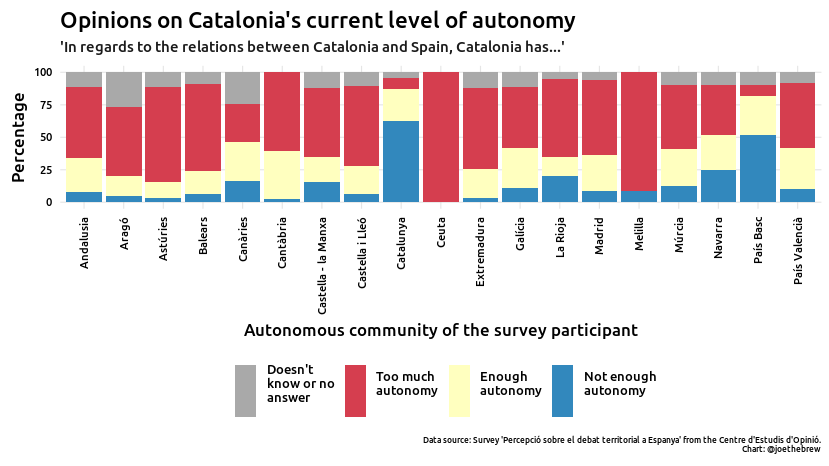 Opinions on Catalonia's current level of autonomy
'In regards to the relations between Catalonia and Spain, Catalonia has...'
Percentage
100
75
50
25
0
Andalusia
Aragó
Astúries
Balears
Canàries
Cantàbria
Castella - la Manxa
Castella i Lleó
Catalunya
Ceuta
Extremadura
Galícia
La Rioja
Madrid
Melilla
Múrcia
Navarra
País Basc
País Valencià
Autonomous community of the survey participant
Doesn't
know or no
answer
Too much
autonomy
Enough
autonomy
Not enough
autonomy
Data source: Survey 'Percepció sobre el debat territorial a Espanya' from the Centre d'Estudis d'Opinió.
Chart: @joethebrew